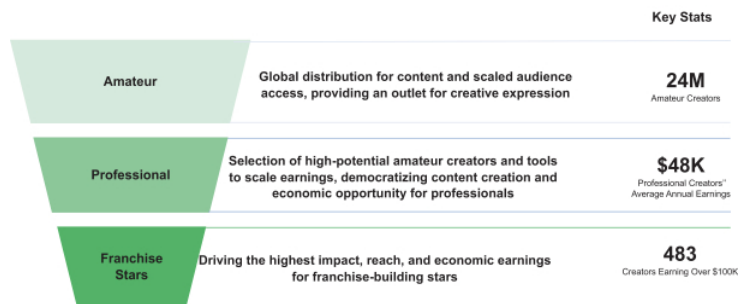 Key Stats
Amateur
Global distribution for content and scaled audience
access, providing an outlet for creative expression
24M
Amateur Creators
Professional
Selection of high-potential amateur creators and tools
to scale earnings, democratizing content creation and
economic opportunity for professionals
$48K
Professional Creators'
Average Annual Earnings
Franchise
Stars
Driving the highest impact, reach, and economic earnings
for franchise-building stars
483
Creators Earning Over $100K